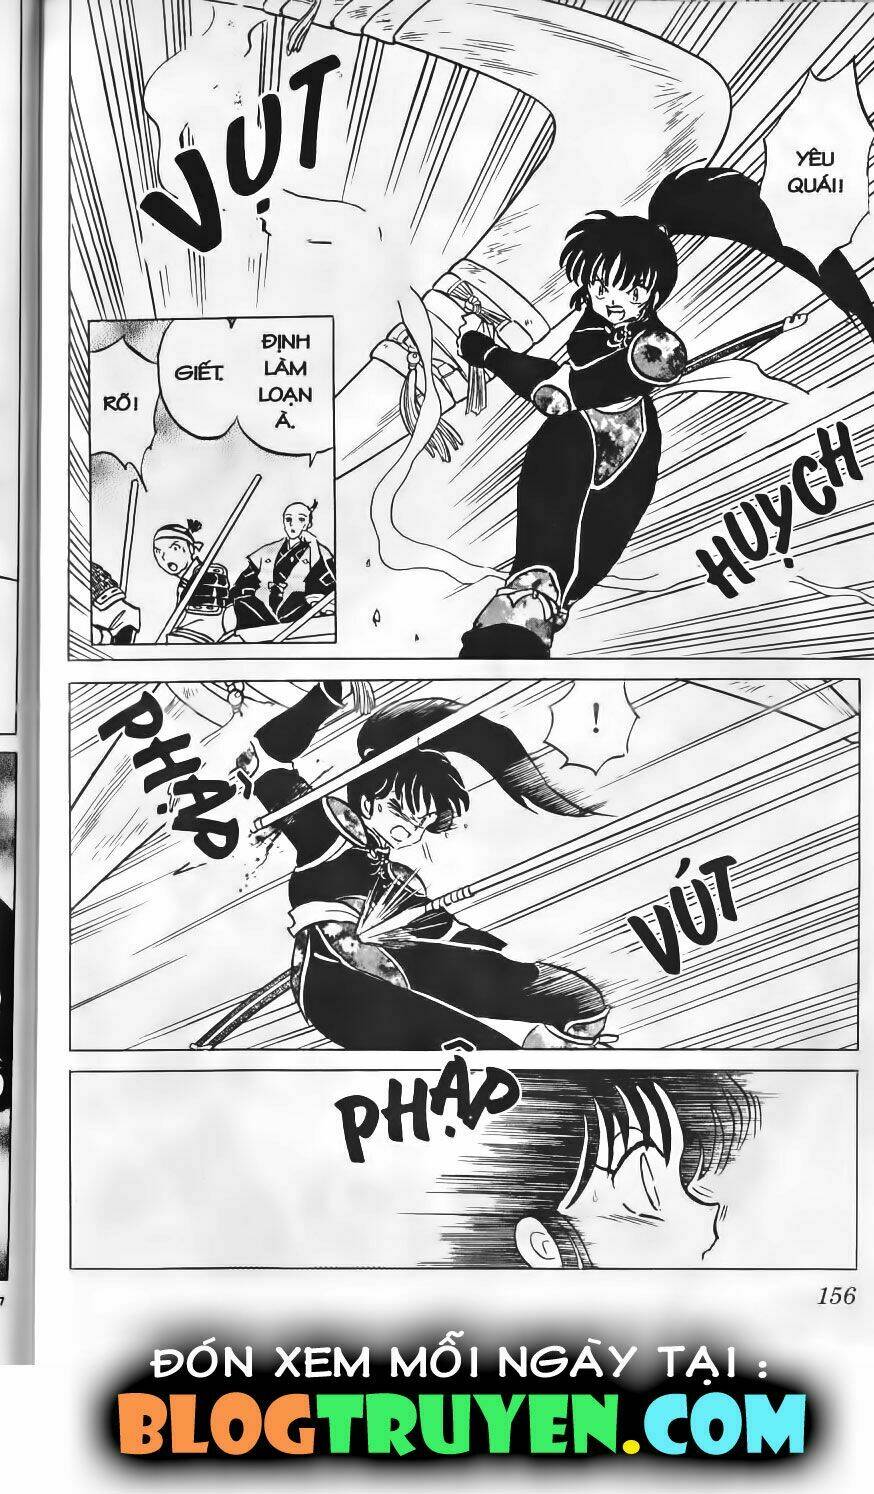 YÊU
QUÁI!
VỤT
ĐỊNH
LÀM
LOẠN
À.
GIẾT.
RÕ!
HUỴCH
!
PHẬP
VÚT
PHẬP
156
ĐÓN XEM MỖI NGÀY TẠI :
BLOGTRUYEN.COM